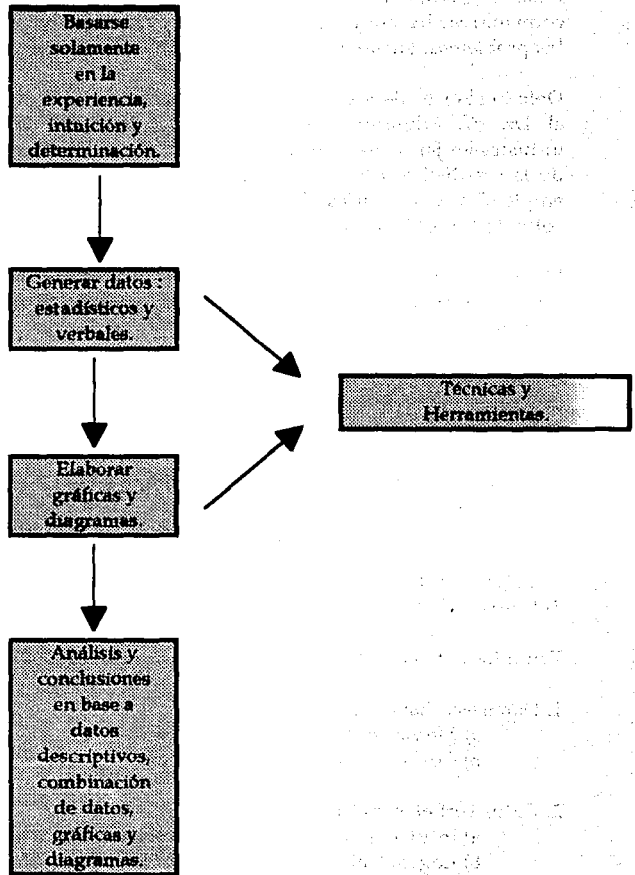 Basarse
solamente
en la
experiencia,
intuición y
determinación.
Generar datos :
estadísticos y
verbales.
Técnicas y
Herramientas.
Elaborar
gráficas y
diagramas.
Análisis y
conclusiones
en base a
datos
descriptivos,
combinación
de datos,
gráficas y
diagramas.